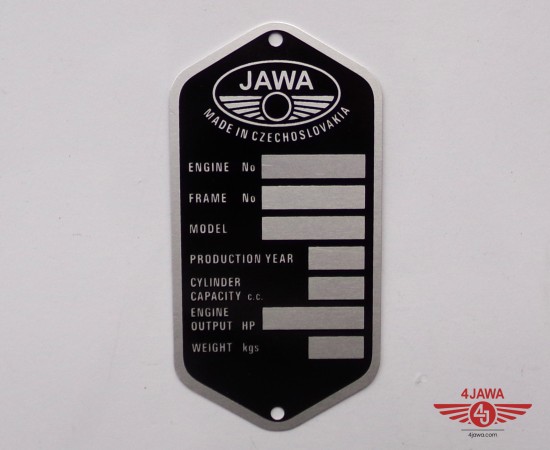 JAWA
MADE IN CZECHOSLOVAKIA
ENGINE No
FRAME No
MODEL
PRODUCTION YEAR
CYLINDER
CAPACITY c.c.
ENGINE
OUTPUT HP
WEIGHT kgs
4JAWA
4J
4jawa.com